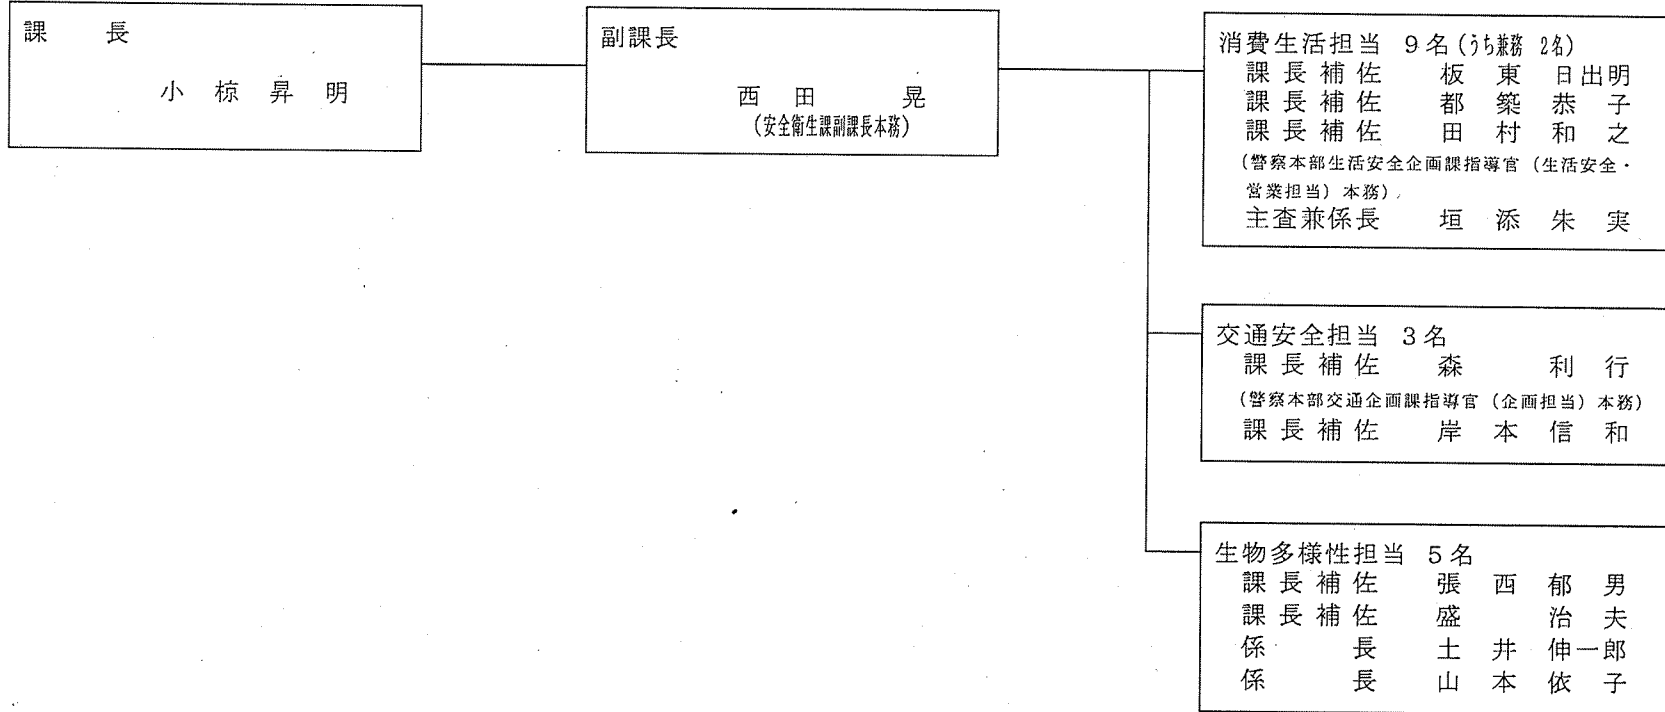 課　長
小椋昇明
副課長
西田　晃
(安全衛生課副課長本務)
消費生活担当 9名(うち兼務 2名)
課長補佐　板東日出明
課長補佐　都築恭子
課長補佐　田村和之
(警察本部生活安全企画課指導官(生活安全・
営業担当)本務)
主査兼係長　垣添朱実
交通安全担当 3名
課長補佐　森　利行
(警察本部交通企画課指導官(企画担当)本務)
課長補佐　岸本信和
生物多様性担当 5名
課長補佐　張西郁男
課長補佐　盛　治夫
係　長　土井伸一郎
係　長　山本依子